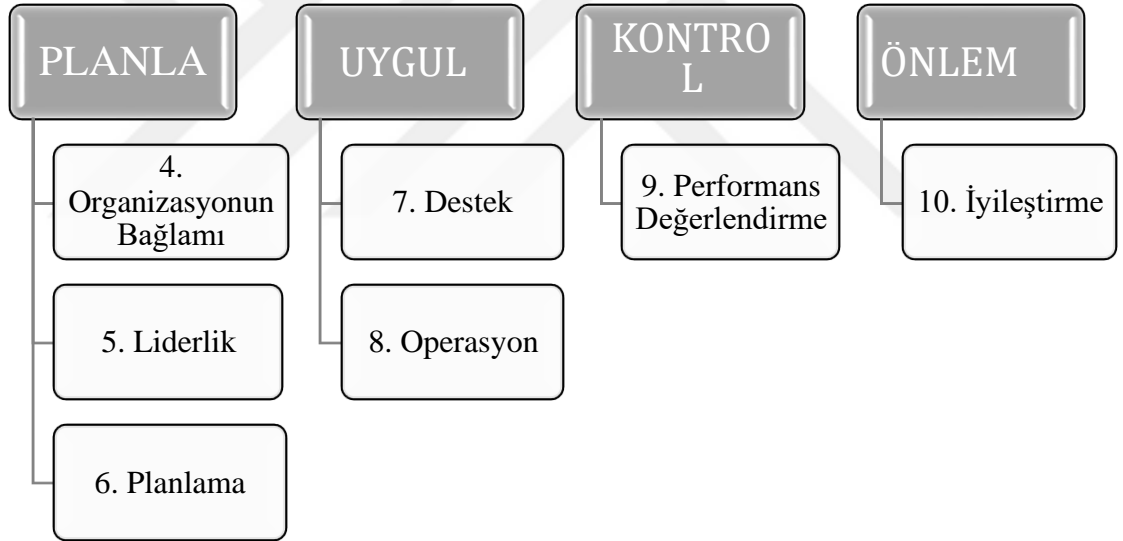 PLANLA
4.
Organizasyonun
Bağlamı
5. Liderlik
6. Planlama
UYGUL
7. Destek
8. Operasyon
KONTRO
L
9. Performans
Değerlendirme
ÖNLEM
10. İyileştirme